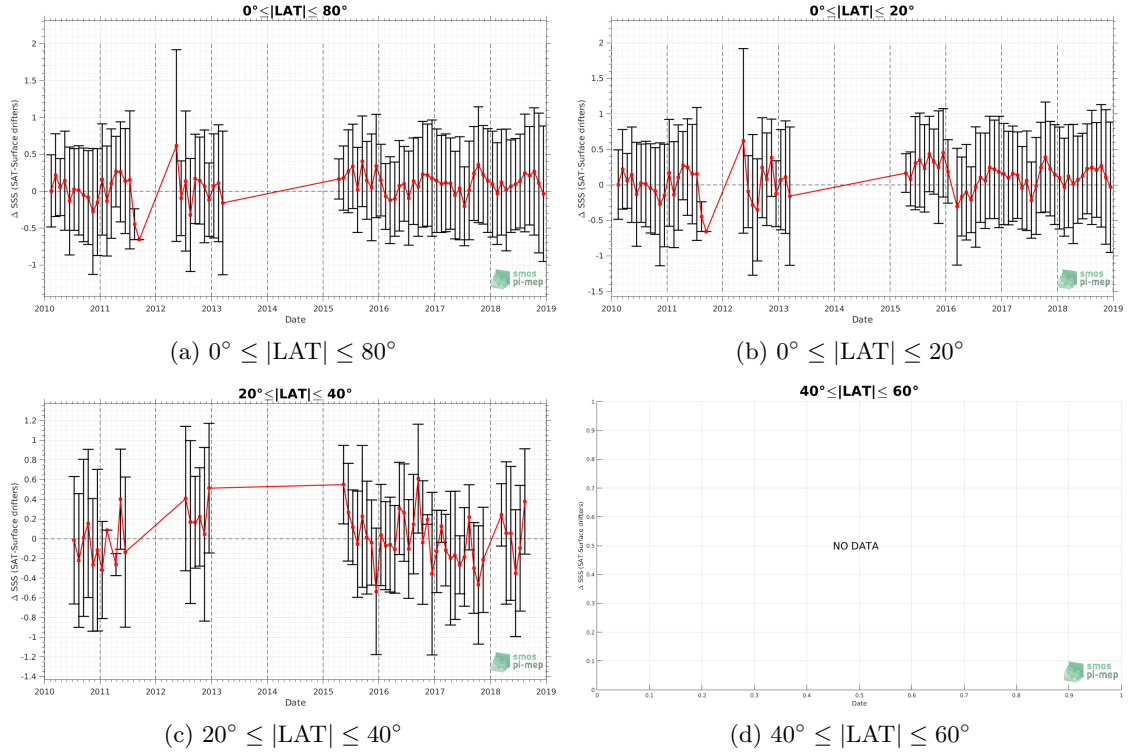 0°≤|LAT|≤ 80°
Δ SSS (SAT-Surface drifters)
2
1.5
1
0.5
0
-0.5
-1
2010 2011 2012 2013 2014 2015 2016 2017 2018 2019
Date
smos
pi-mep
(a) 0° ≤ |LAT| ≤ 80°
0°≤|LAT|≤ 20°
Δ SSS (SAT-Surface drifters)
2
1.5
1
0.5
0
-0.5
-1
-1.5
2010 2011 2012 2013 2014 2015 2016 2017 2018 2019
Date
smos
pi-mep
(b) 0° ≤ |LAT| ≤ 20°
20°≤|LAT|≤ 40°
Δ SSS (SAT-Surface drifters)
1.2
1
0.8
0.6
0.4
0.2
0
-0.2
-0.4
-0.6
-0.8
-1
-1.2
-1.4
2010 2011 2012 2013 2014 2015 2016 2017 2018 2019
Date
smos
pi-mep
(c) 20° ≤ |LAT| ≤ 40°
40°≤|LAT|≤ 60°
Δ SSS (SAT-Surface drifters)
1
0.9
0.8
0.7
0.6
0.5
0.4
0.3
0.2
0.1
0
NO DATA
0 0.1 0.2 0.3 0.4 0.5 0.6 0.7 0.8 0.9 1
Date
smos
pi-mep
(d) 40° ≤ |LAT| ≤ 60°